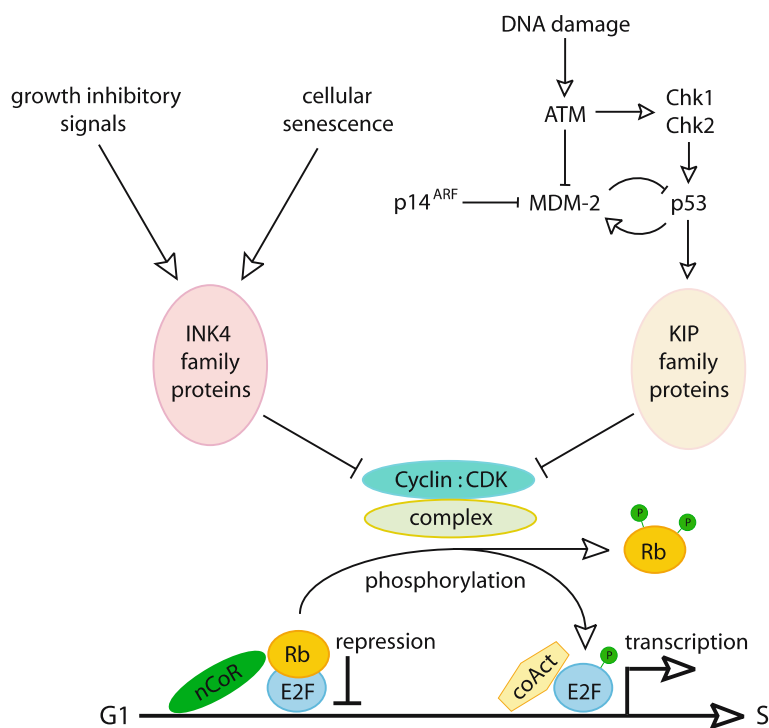 DNA damage
growth inhibitory
signals
cellular
senescence
ATM
Chk1
Chk2
p14ARF
MDM-2
p53
INK4
family
proteins
KIP
family
proteins
Cyclin : CDK
complex
P
P
Rb
phosphorylation
repression
transcription
nCoR
Rb
E2F
coAct
E2F
P
G1
S